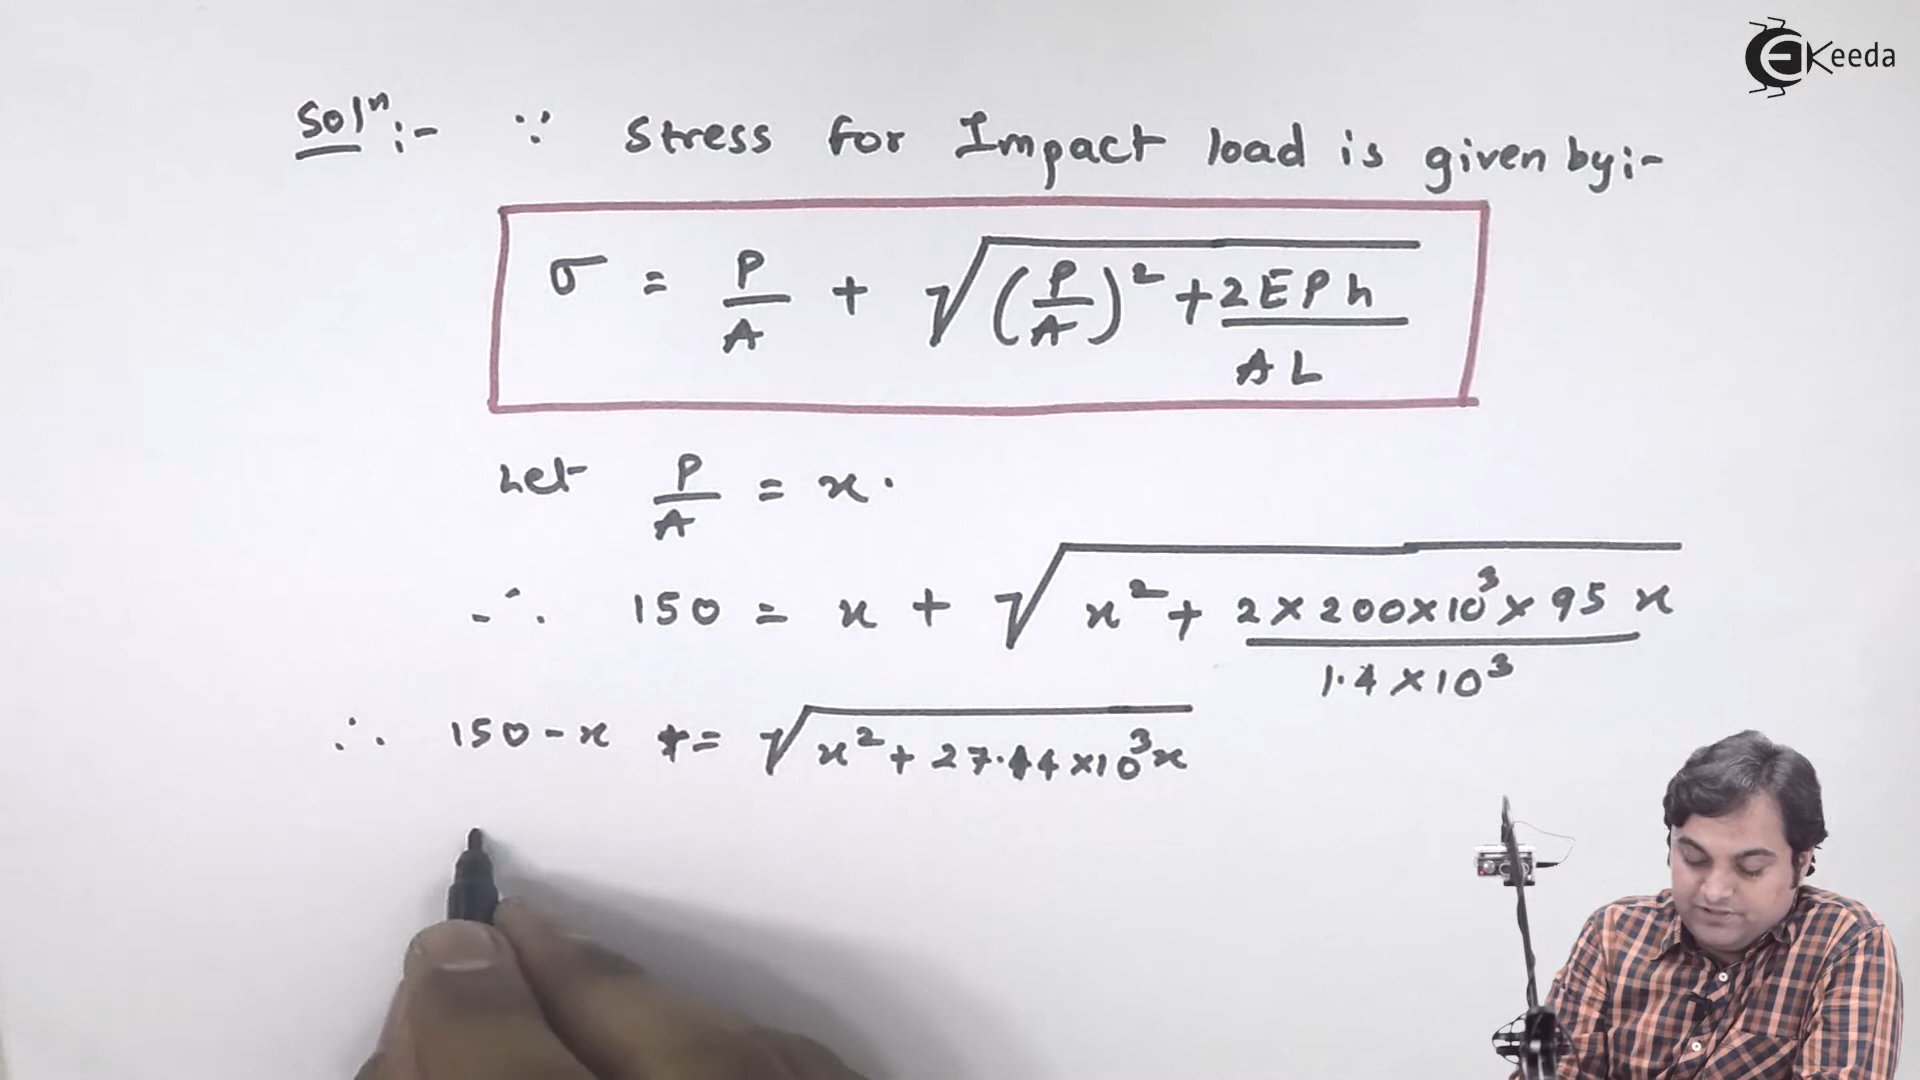 EKeeda
Solⁿ:- ∵ Stress for Impact load is given by:-
σ = P/A + √((P/A)² + 2EPh/AL)
Let P/A = x.
∴ 150 = x + √(x² + 2×200×10³×95 x/1.4×10³)
∴ 150-x = √(x² + 27.14×10³x)